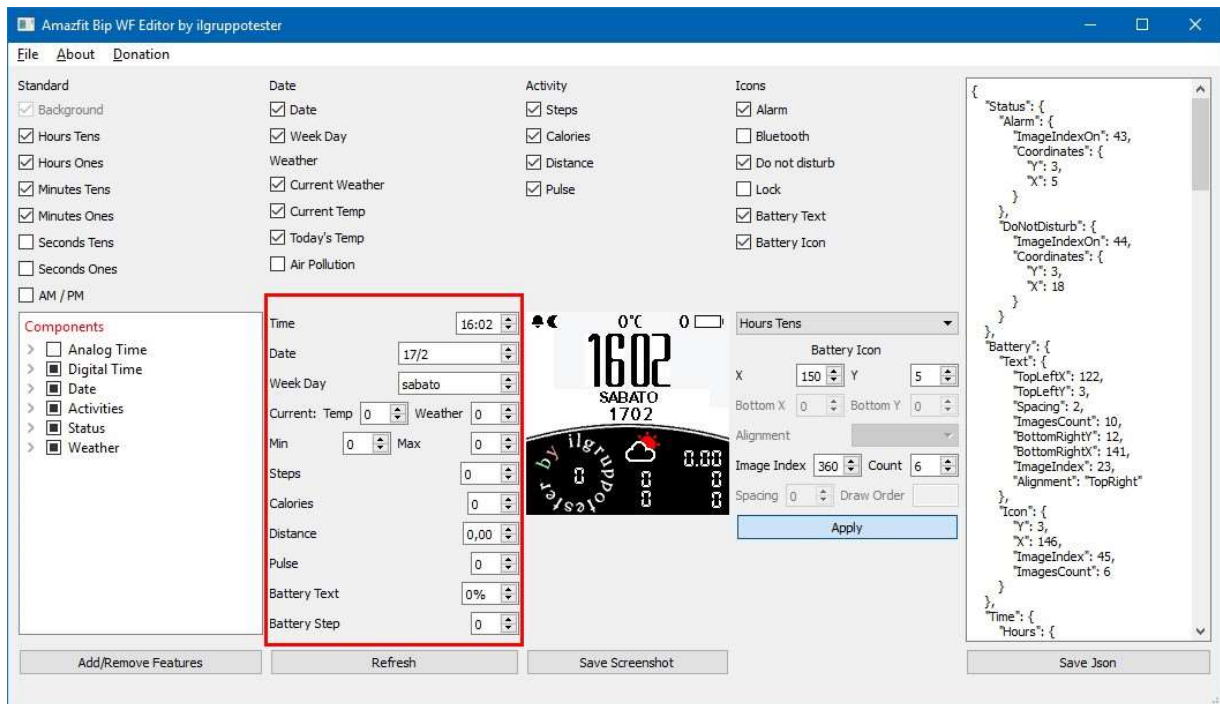 Amazfit Bip WF Editor by ilgruppotester
File About Donation
Standard
Background
Hours Tens
Hours Ones
Minutes Tens
Minutes Ones
Seconds Tens
Seconds Ones
AM / PM
Date
Date
Week Day
Weather
Current Weather
Current Temp
Today's Temp
Air Pollution
Activity
Steps
Calories
Distance
Pulse
Icons
Alarm
Bluetooth
Do not disturb
Lock
Battery Text
Battery Icon
Components
Analog Time
Digital Time
Date
Activities
Status
Weather
Time 16:02
Date 17/2
Week Day sabato
Current: Temp 0 Weather 0
Min 0 Max 0
Steps 0
Calories 0
Distance 0,00
Pulse 0
Battery Text 0%
Battery Step 0
0°C 0
1602
SABATO
1702
by ilgruppotester
0.00
0 0 0
0 0
Hours Tens
Battery Icon
X 150 Y 5
Bottom X 0 Bottom Y 0
Alignment
Image Index 360 Count 6
Spacing 0 Draw Order
Apply
{
"Status": {
"Alarm": {
"ImageIndexOn": 43,
"Coordinates": {
"Y": 3,
"X": 5
}
},
"DoNotDisturb": {
"ImageIndexOn": 44,
"Coordinates": {
"Y": 3,
"X": 18
}
},
"Battery": {
"Text": {
"TopLeftX": 122,
"TopLeftY": 3,
"Spacing": 2,
"ImagesCount": 10,
"BottomRightY": 12,
"BottomRightX": 141,
"ImageIndex": 23,
"Alignment": "TopRight"
},
"Icon": {
"Y": 3,
"X": 146,
"ImageIndex": 45,
"ImagesCount": 6
}
},
"Time": {
"Hours": {
Add/Remove Features
Refresh
Save Screenshot
Save Json